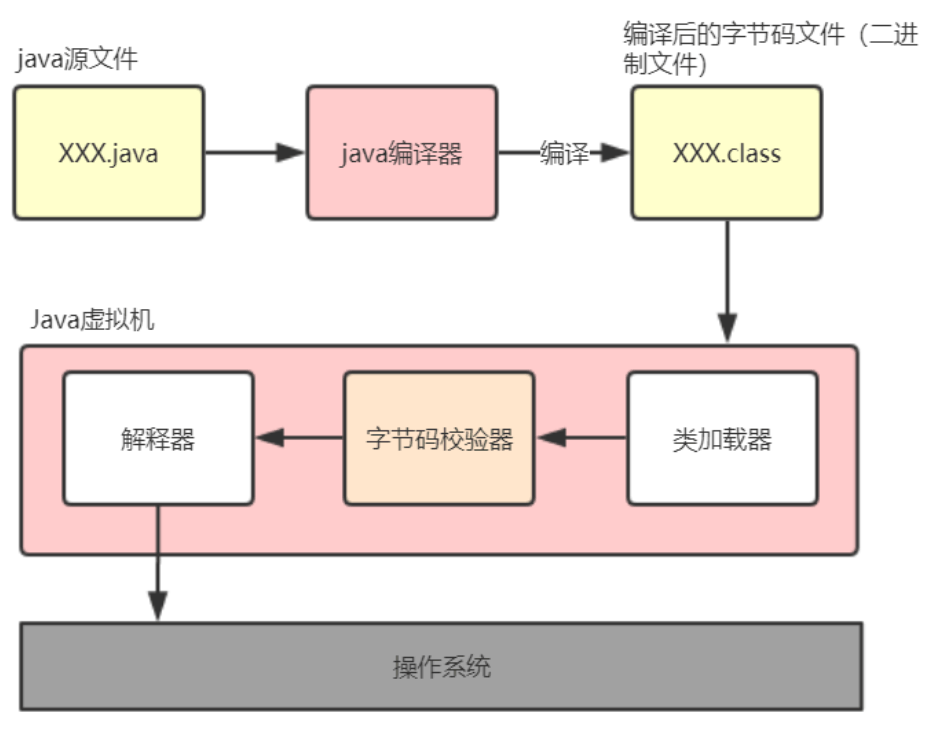 java源文件
编译后的字节码文件（二进
制文件）
XXX.java
java编译器
编译
XXX.class
Java虚拟机
解释器
字节码校验器
类加载器
操作系统